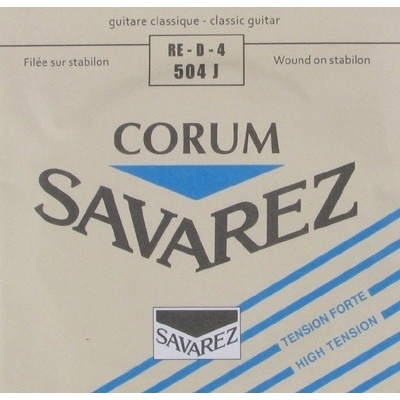 guitare classique - classic guitar
Filée sur stabilon
RE - D - 4
504 J
Wound on stabilon
CORUM
SAVAREZ
SAVAREZ
TENSION FORTE
HIGH TENSION